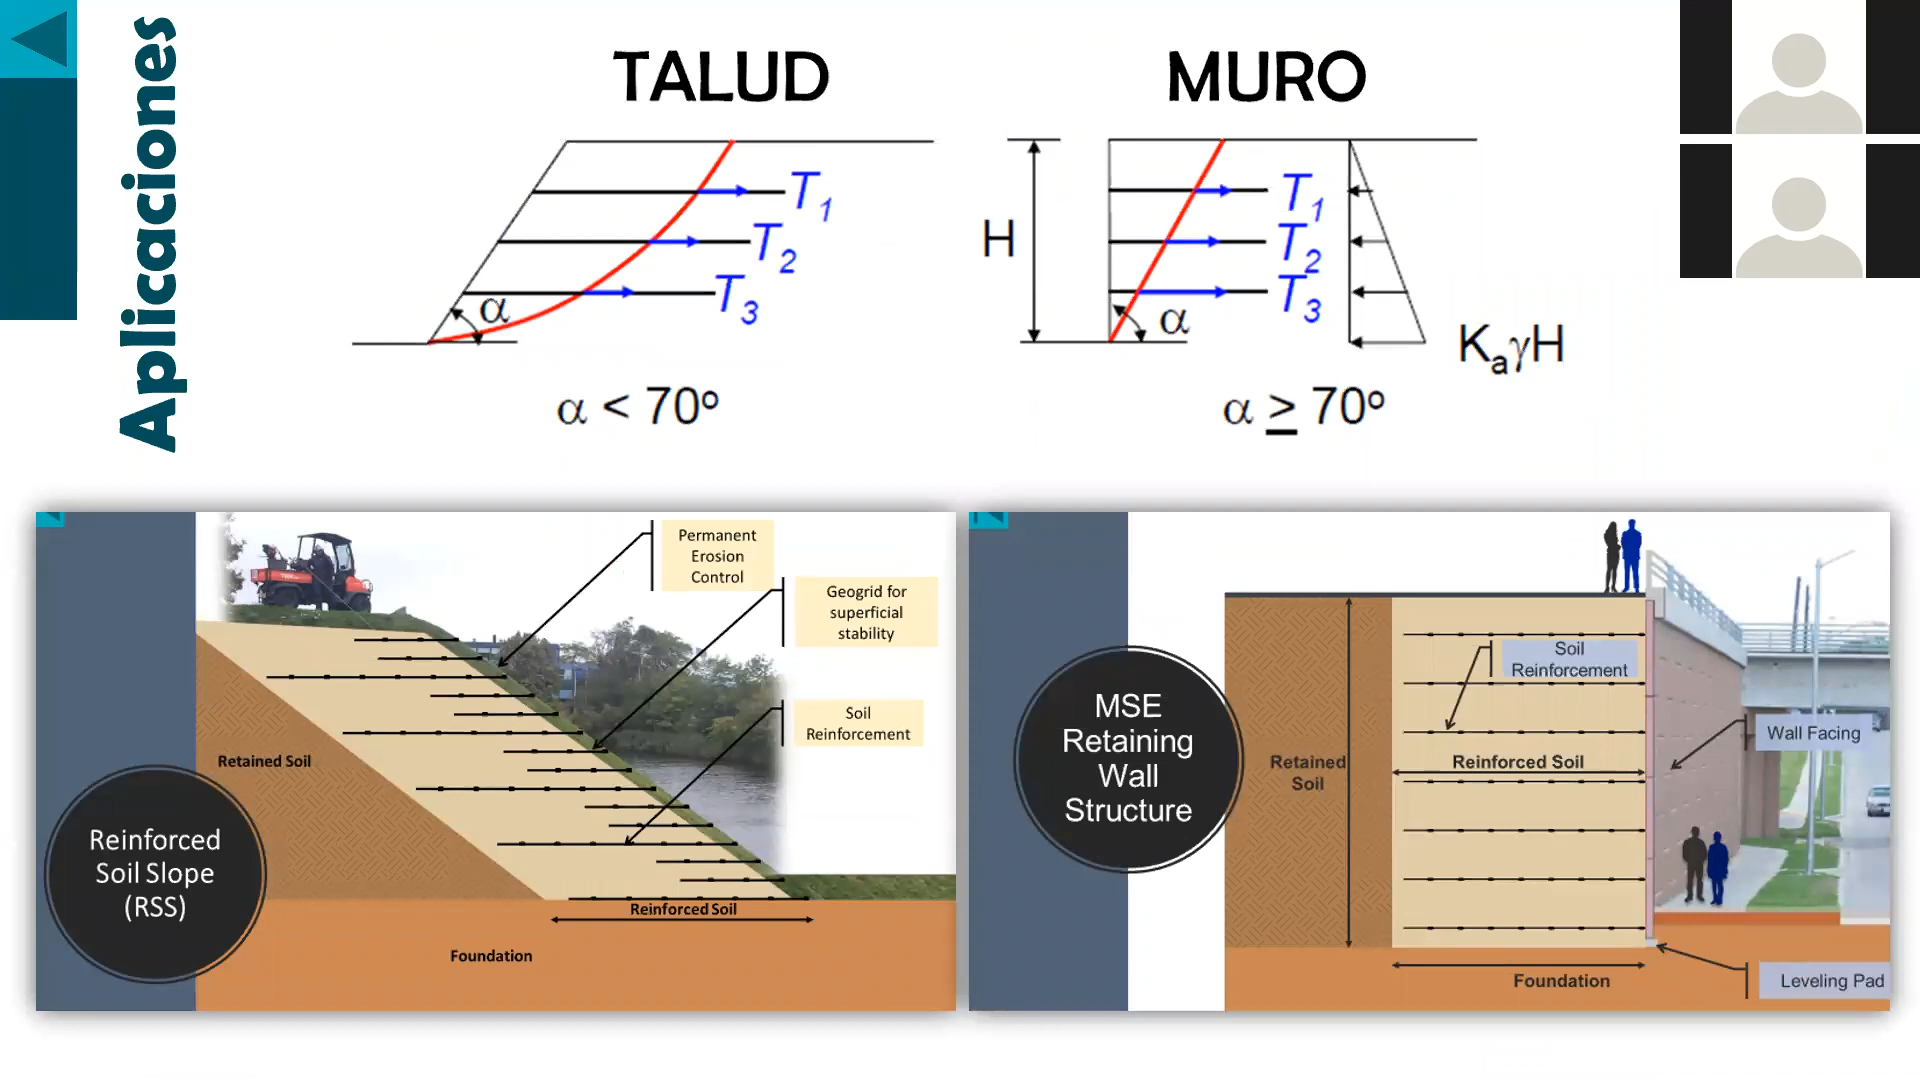 Aplicaciones
TALUD
T1
T2
T3
α
α < 70º
MURO
H
T1
T2
T3
α
KaγH
α ≥ 70º
Permanent
Erosion
Control
Geogrid for
superficial
stability
Soil
Reinforcement
Retained Soil
Reinforced
Soil Slope
(RSS)
Reinforced Soil
Foundation
MSE
Retaining
Wall
Structure
Soil
Reinforcement
Retained
Soil
Reinforced Soil
Wall Facing
Foundation
Leveling Pad